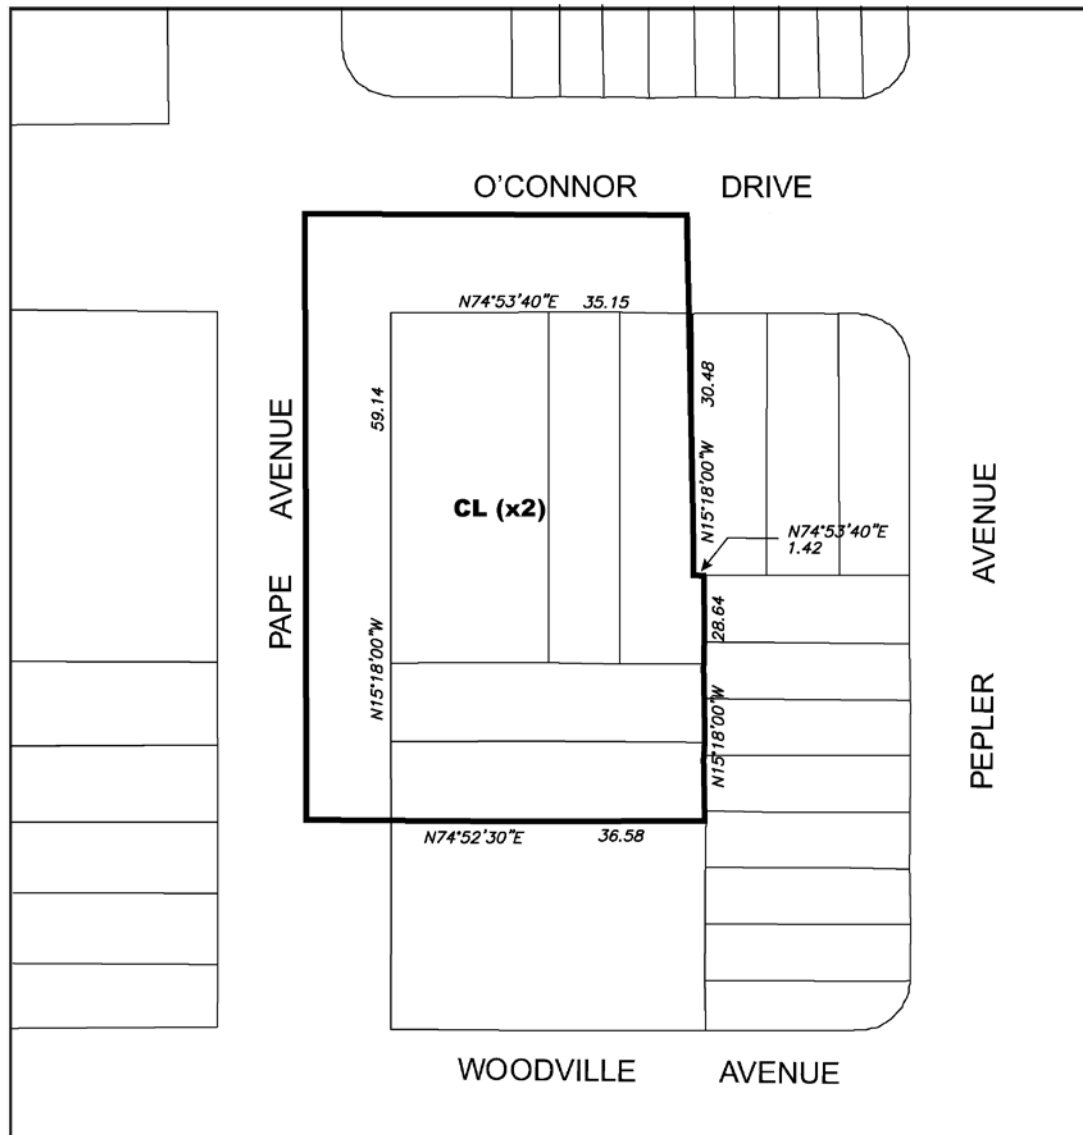 O'CONNOR DRIVE
N74°53'40"E 35.15
59.14
30.48
PAPE AVENUE
N15°18'00"W
CL (x2)
N74°53'40"E
1.42
AVENUE
28.64
N15°18'00"W
N15°18'00"W
PEPLER
N74°52'30"E 36.58
WOODVILLE AVENUE